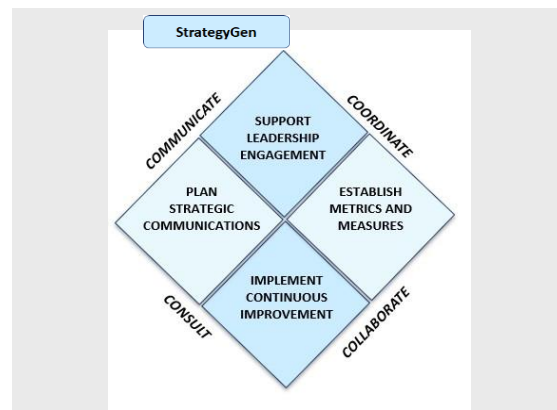 StrategyGen
COMMUNICATE
COORDINATE
SUPPORT
LEADERSHIP
ENGAGEMENT
PLAN
STRATEGIC
COMMUNICATIONS
ESTABLISH
METRICS AND
MEASURES
IMPLEMENT
CONTINUOUS
IMPROVEMENT
CONSULT
COLLABORATE